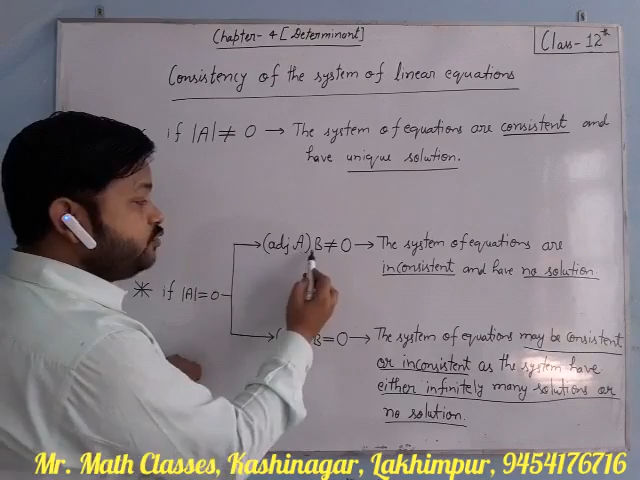 Chapter-4 [Determinant]
Class-12th
Consistency of the system of linear equations
if |A| ≠ 0 → The system of equations are consistent and
have unique solution.
(adj A) B ≠ 0 → The system of equations are
inconsistent and have no solution.
* if |A| = 0
( B = 0 → The system of equations may be consistent
or inconsistent as the system have
either infinitely many solutions or
no solution.
Mr. Math Classes, Kashinagar, Lakhimpur, 9454176716